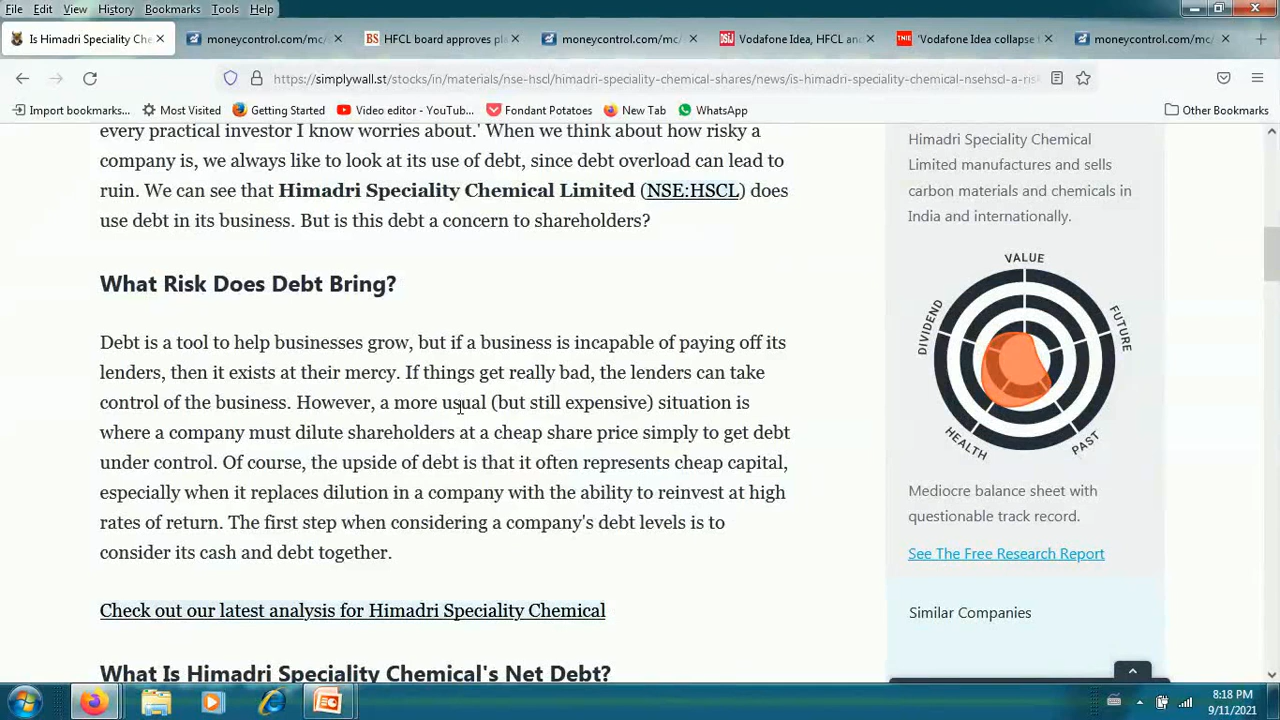 File Edit View History Bookmarks Tools Help
Is Himadri Speciality Che
moneycontrol.com/mc/
HFCL board approves pla
moneycontrol.com/mc/
Vodafone Idea, HFCL an
'Vodafone Idea collapse
moneycontrol.com/mc/
https://simplywall.st/stocks/in/materials/nse-hscl/himadri-speciality-chemical-shares/news/is-himadri-speciality-chemical-nsehscl-a-ris
Import bookmarks... Most Visited Getting Started Video editor - YouTu... Fondant Potatoes New Tab WhatsApp Other Bookmarks
every practical investor I know worries about.' When we think about how risky a
company is, we always like to look at its use of debt, since debt overload can lead to
ruin. We can see that Himadri Speciality Chemical Limited (NSE:HSCL) does
use debt in its business. But is this debt a concern to shareholders?
What Risk Does Debt Bring?
Debt is a tool to help businesses grow, but if a business is incapable of paying off its
lenders, then it exists at their mercy. If things get really bad, the lenders can take
control of the business. However, a more usual (but still expensive) situation is
where a company must dilute shareholders at a cheap share price simply to get debt
under control. Of course, the upside of debt is that it often represents cheap capital,
especially when it replaces dilution in a company with the ability to reinvest at high
rates of return. The first step when considering a company's debt levels is to
consider its cash and debt together.
Check out our latest analysis for Himadri Speciality Chemical
What Is Himadri Speciality Chemical's Net Debt?
Himadri Speciality Chemical
Limited manufactures and sells
carbon materials and chemicals in
India and internationally.
VALUE
FUTURE
PAST
HEALTH
DIVIDEND
Mediocre balance sheet with
questionable track record.
See The Free Research Report
Similar Companies
8:18 PM
9/11/2021